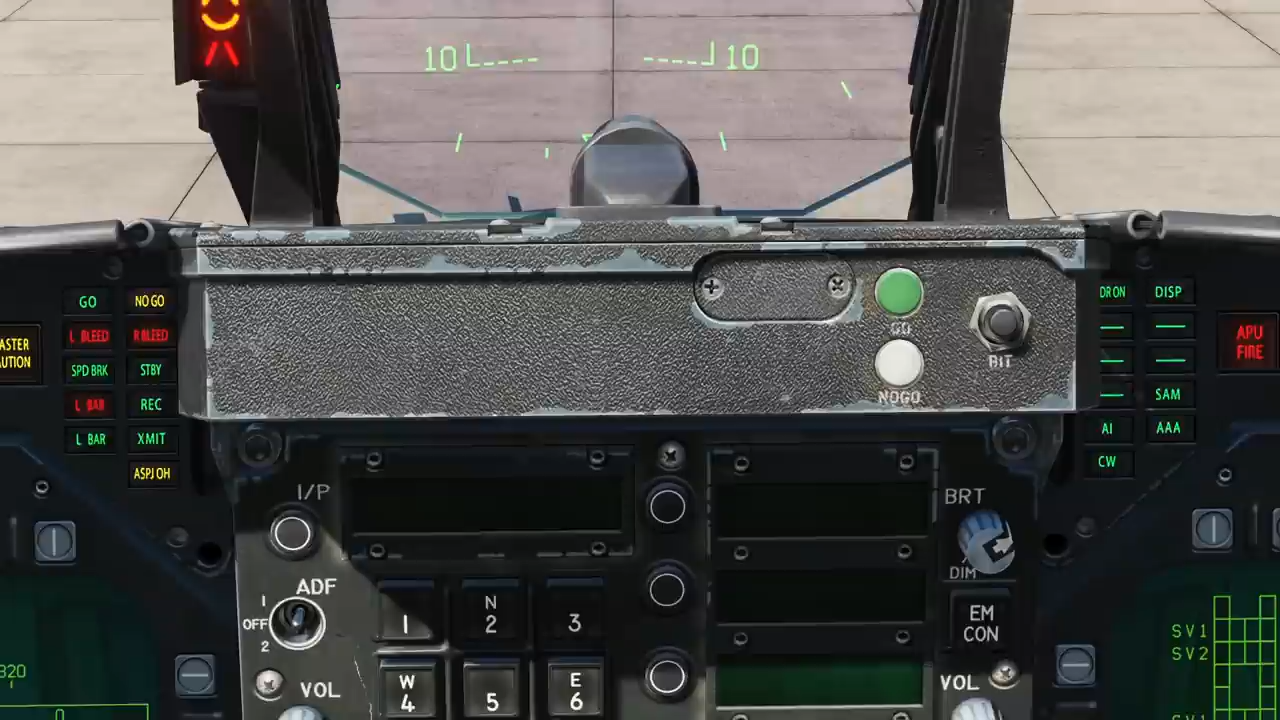 10 10
GO NO GO
L BLEED R BLEED
SPD BRK STBY
L BAR REC
L BAR XMIT
ASPJ OH
ASTER
AUTION
GO
NOGO
BIT
DISP
SAM
AI AAA
CW
APU
FIRE
I/P
ADF
1
OFF
2
VOL
1
N
2
3
W
4
5
E
6
BRT
DIM
EM
CON
VOL
SV1
SV2